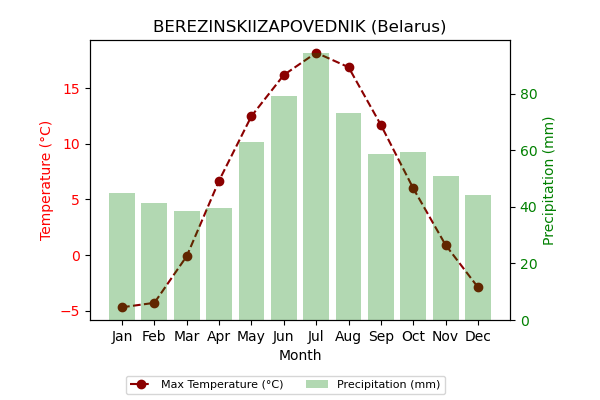 BEREZINSKIIZAPOVEDNIK (Belarus)
15
10
5
0
−5
Temperature (°C)
80
60
40
20
0
Precipitation (mm)
Jan Feb Mar Apr May Jun Jul Aug Sep Oct Nov Dec
Month
Max Temperature (°C) Precipitation (mm)